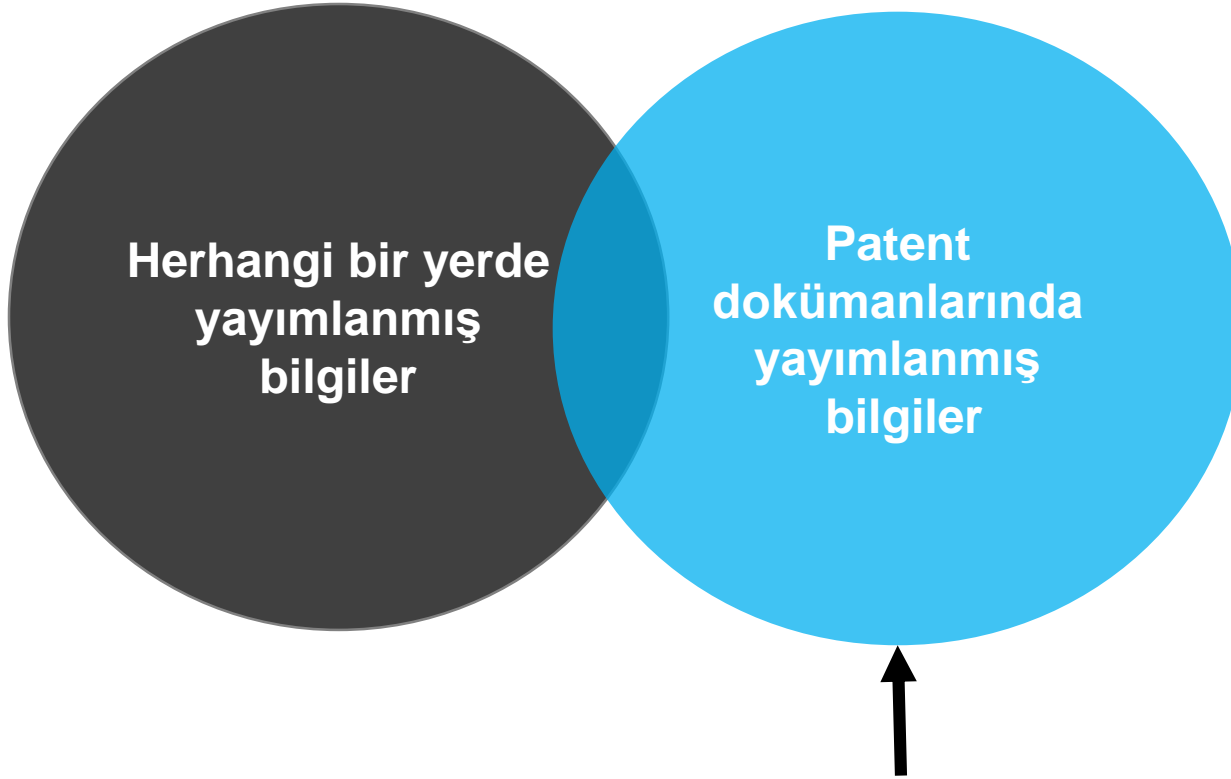 Herhangi bir yerde
yayımlanmış
bilgiler
Patent
dokümanlarında
yayımlanmış
bilgiler